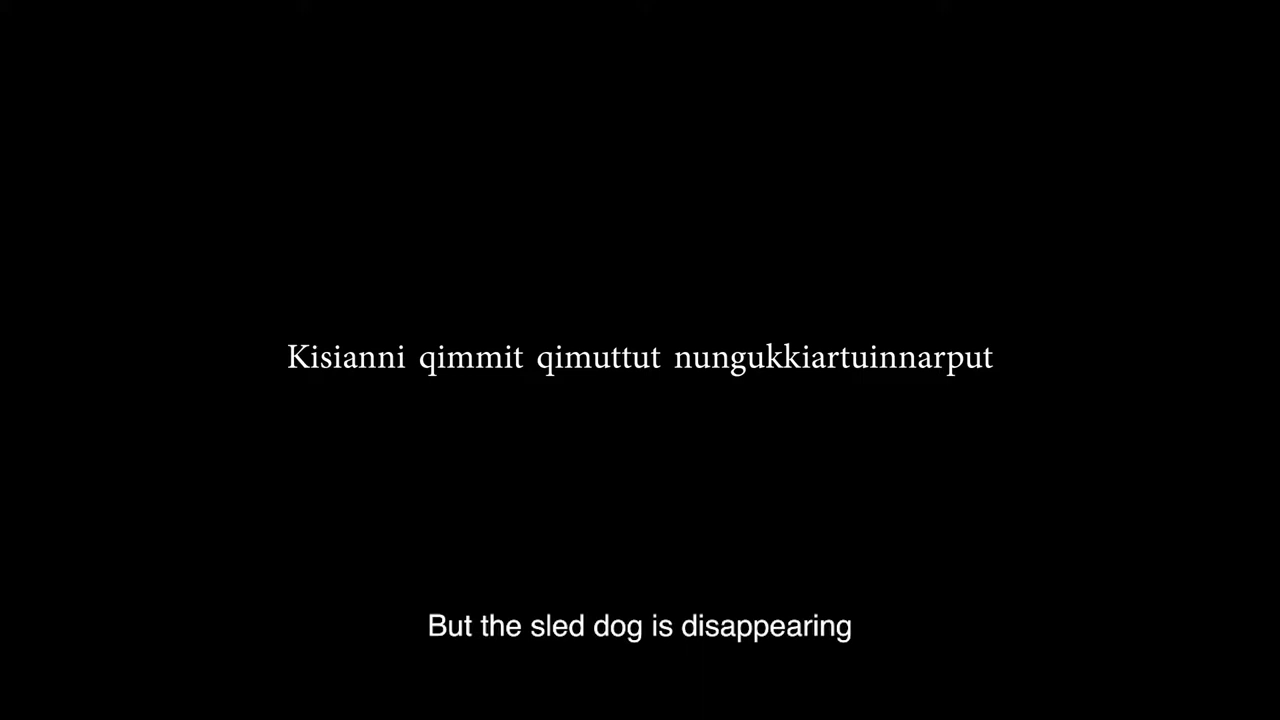 Kisianni qimmit qimuttut nungukkiartuinnarput
But the sled dog is disappearing